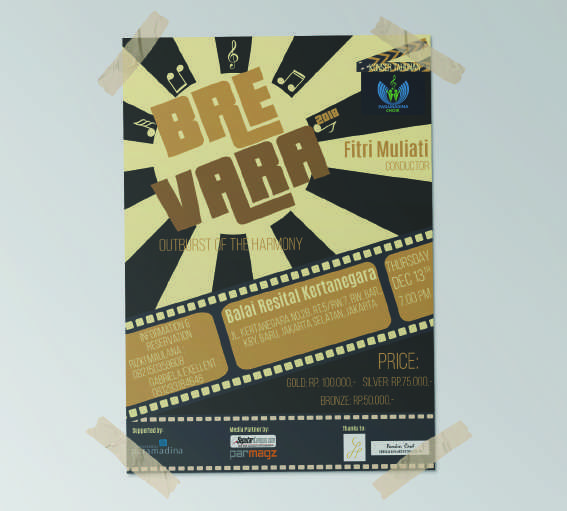 KONSER TAHUNAN
PARAMADINA
CHOIR
BRE
VARA
2018
Fitri Muliati
CONDUCTOR
OUTBURST OF THE HARMONY
Balai Resital Kertanegara
JL. KERTANEGARA NO.28, RT.5/RW.7, RW. BAR.,
KBY. BARU, JAKARTA SELATAN, JAKARTA
THURSDAY
DEC 13TH
7:00 PM
INFORMATION &
RESERVATION
RIZKI MAULANA
GABRIELA EXELLENT
PRICE:
GOLD: RP. 100.000,- SILVER: RP.75.000,-
BRONZE: RP.50.000,-
Supported by:
paramadina
Media Partner by:
parmagz
Thanks to: